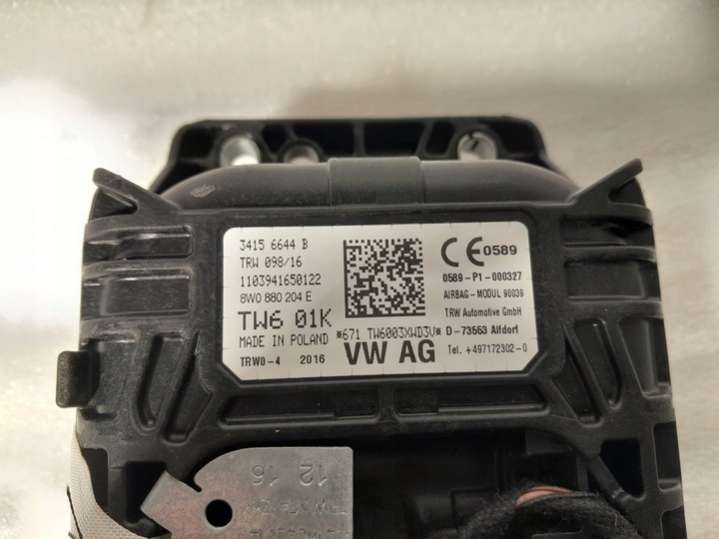 3415 6644 B
TRW 098/16
1103941650122
8W0 880 204 E
TW6 01K
MADE IN POLAND
TRW0-4 2016
*671 TW6003XWD3V*
VW AG
CE 0589
0589-P1-000327
AIRBAG-MODUL 90039
TRW Automotive GmbH
D-73553 Alfdorf
Tel. +497172302-0
12 16